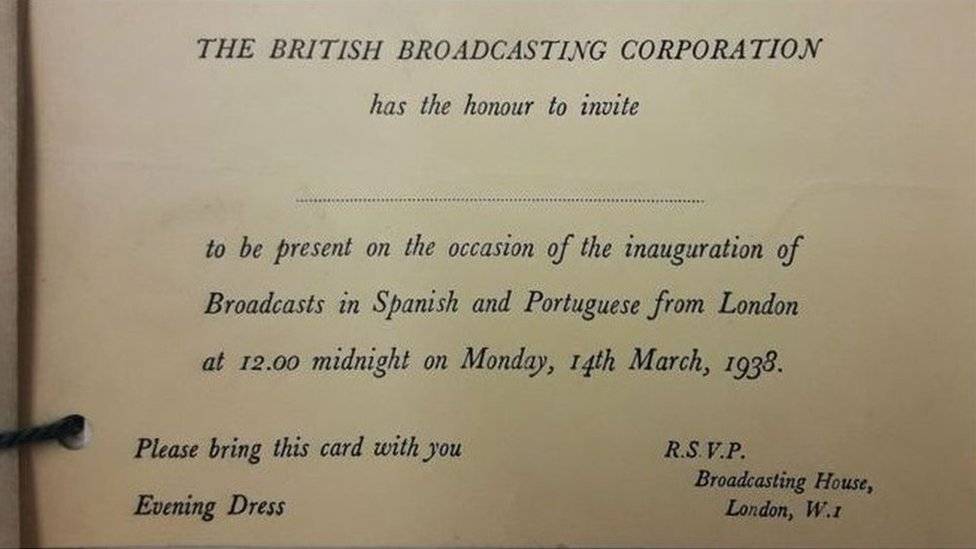 THE BRITISH BROADCASTING CORPORATION
has the honour to invite
to be present on the occasion of the inauguration of
Broadcasts in Spanish and Portuguese from London
at 12.00 midnight on Monday, 14th March, 1938.
Please bring this card with you
Evening Dress
R.S.V.P.
Broadcasting House,
London, W.1